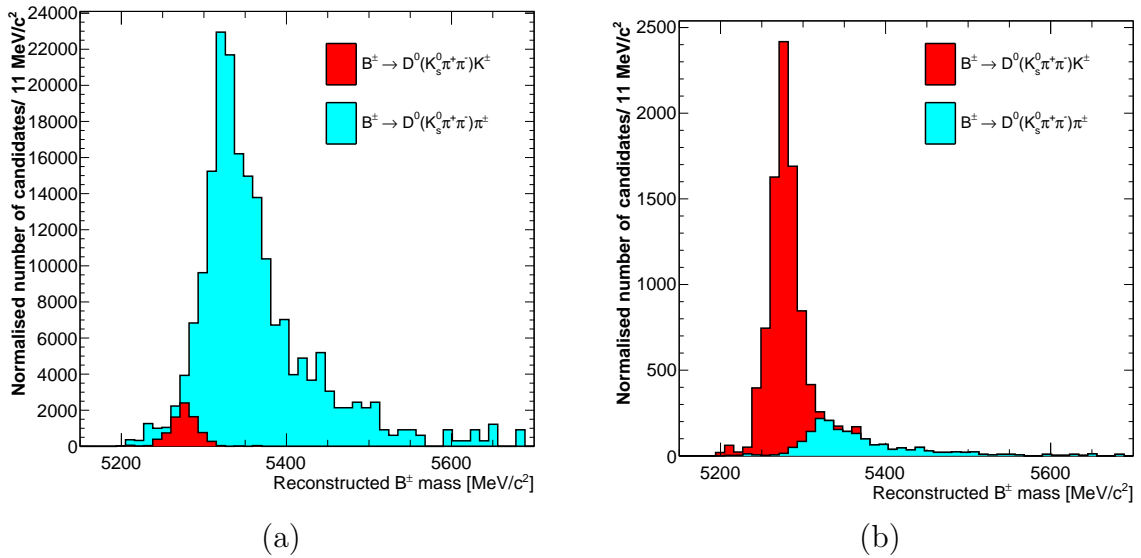 Normalised number of candidates/ 11 MeV/c²
24000
22000
20000
18000
16000
14000
12000
10000
8000
6000
4000
2000
0
B± → D⁰(K⁰ₛπ⁺π⁻)K±
B± → D⁰(K⁰ₛπ⁺π⁻)π±
5200 5400 5600
Reconstructed B± mass [MeV/c²]
(a)
Normalised number of candidates/ 11 MeV/c²
2500
2000
1500
1000
500
0
B± → D⁰(K⁰ₛπ⁺π⁻)K±
B± → D⁰(K⁰ₛπ⁺π⁻)π±
5200 5400 5600
Reconstructed B± mass [MeV/c²]
(b)